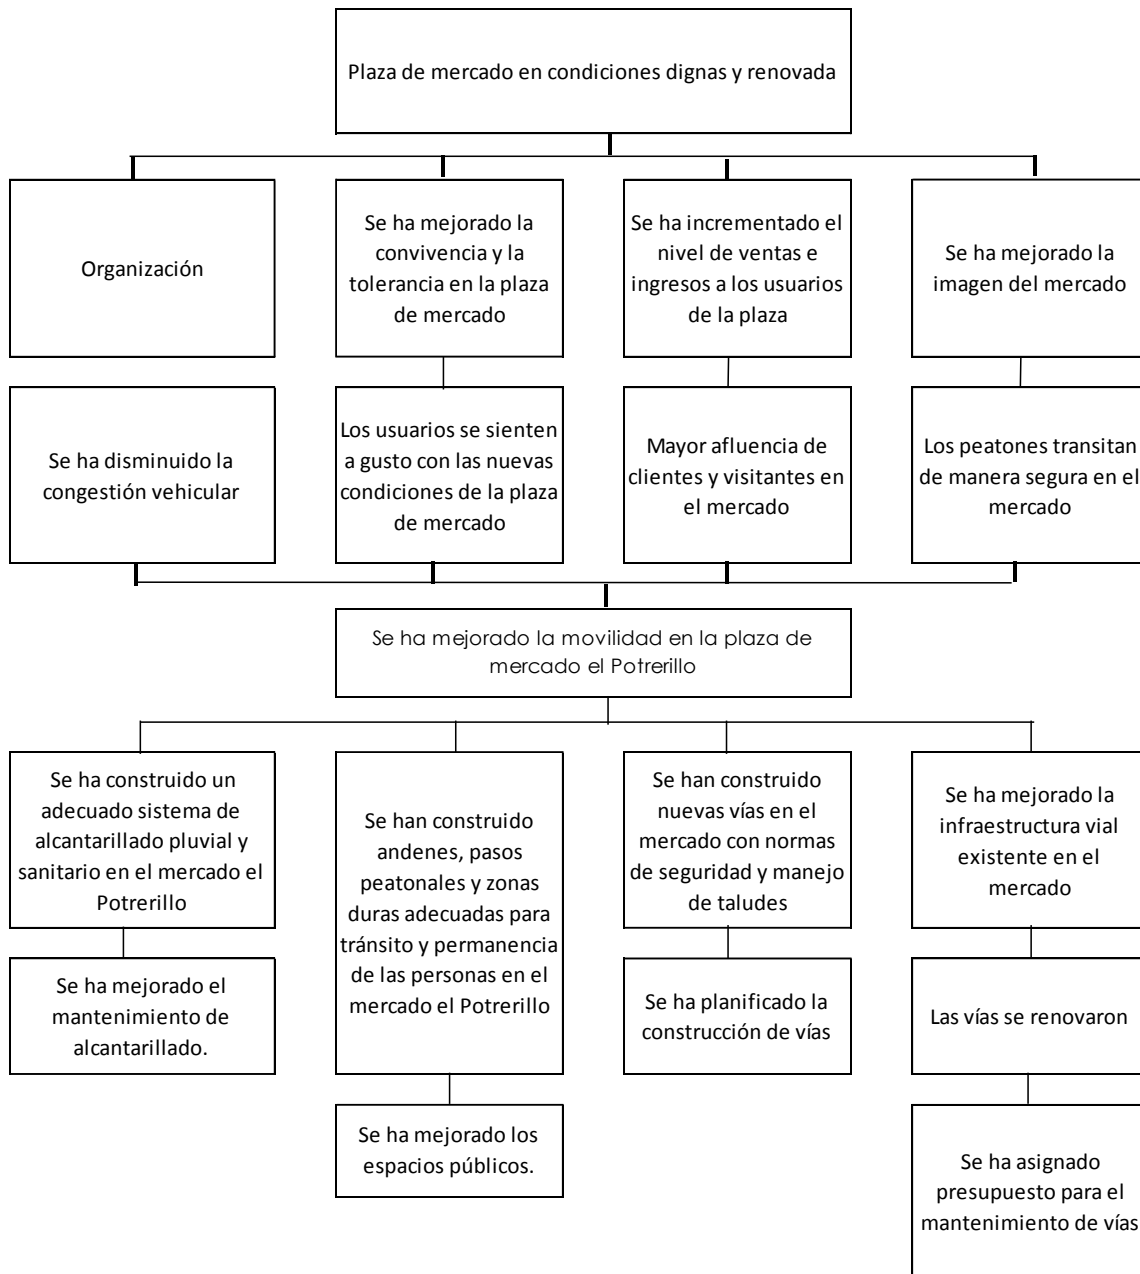 Plaza de mercado en condiciones dignas y renovada
Organización
Se ha mejorado la
convivencia y la
tolerancia en la plaza
de mercado
Se ha incrementado el
nivel de ventas e
ingresos a los usuarios
de la plaza
Se ha mejorado la
imagen del mercado
Se ha disminuido la
congestión vehicular
Los usuarios se sienten
a gusto con las nuevas
condiciones de la plaza
de mercado
Mayor afluencia de
clientes y visitantes en
el mercado
Los peatones transitan
de manera segura en el
mercado
Se ha mejorado la movilidad en la plaza de
mercado el Potrerillo
Se ha construido un
adecuado sistema de
alcantarillado pluvial y
sanitario en el mercado el
Potrerillo
Se han construido
andenes, pasos
peatonales y zonas
duras adecuadas para
tránsito y permanencia
de las personas en el
mercado el Potrerillo
Se han construido
nuevas vías en el
mercado con normas
de seguridad y manejo
de taludes
Se ha mejorado la
infraestructura vial
existente en el
mercado
Se ha mejorado el
mantenimiento de
alcantarillado.
Se ha planificado la
construcción de vías
Las vías se renovaron
Se ha mejorado los
espacios públicos.
Se ha asignado
presupuesto para el
mantenimiento de vías